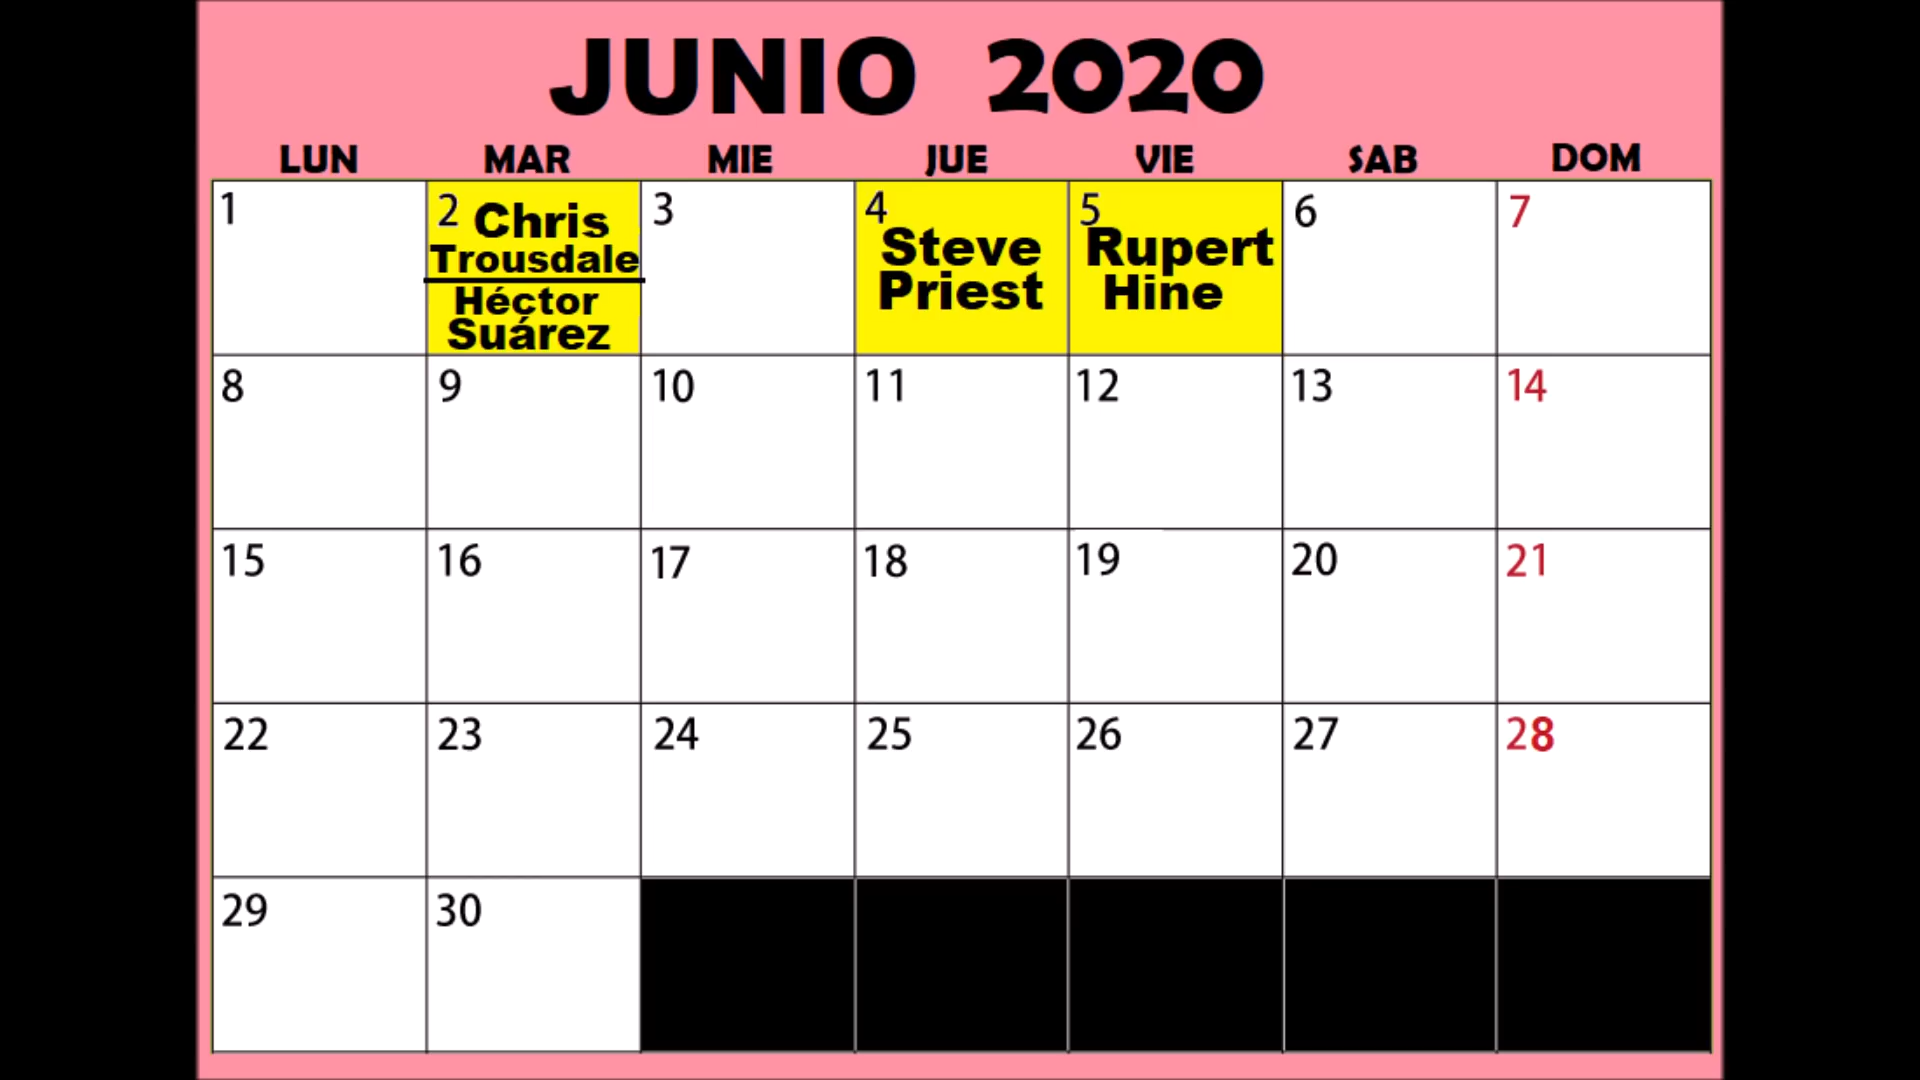 JUNIO 2020
LUN MAR MIE JUE VIE SAB DOM
1
2 Chris
Trousdale
Héctor
Suárez
3
4
Steve
Priest
5
Rupert
Hine
6
7
8 9 10 11 12 13 14
15 16 17 18 19 20 21
22 23 24 25 26 27 28
29 30